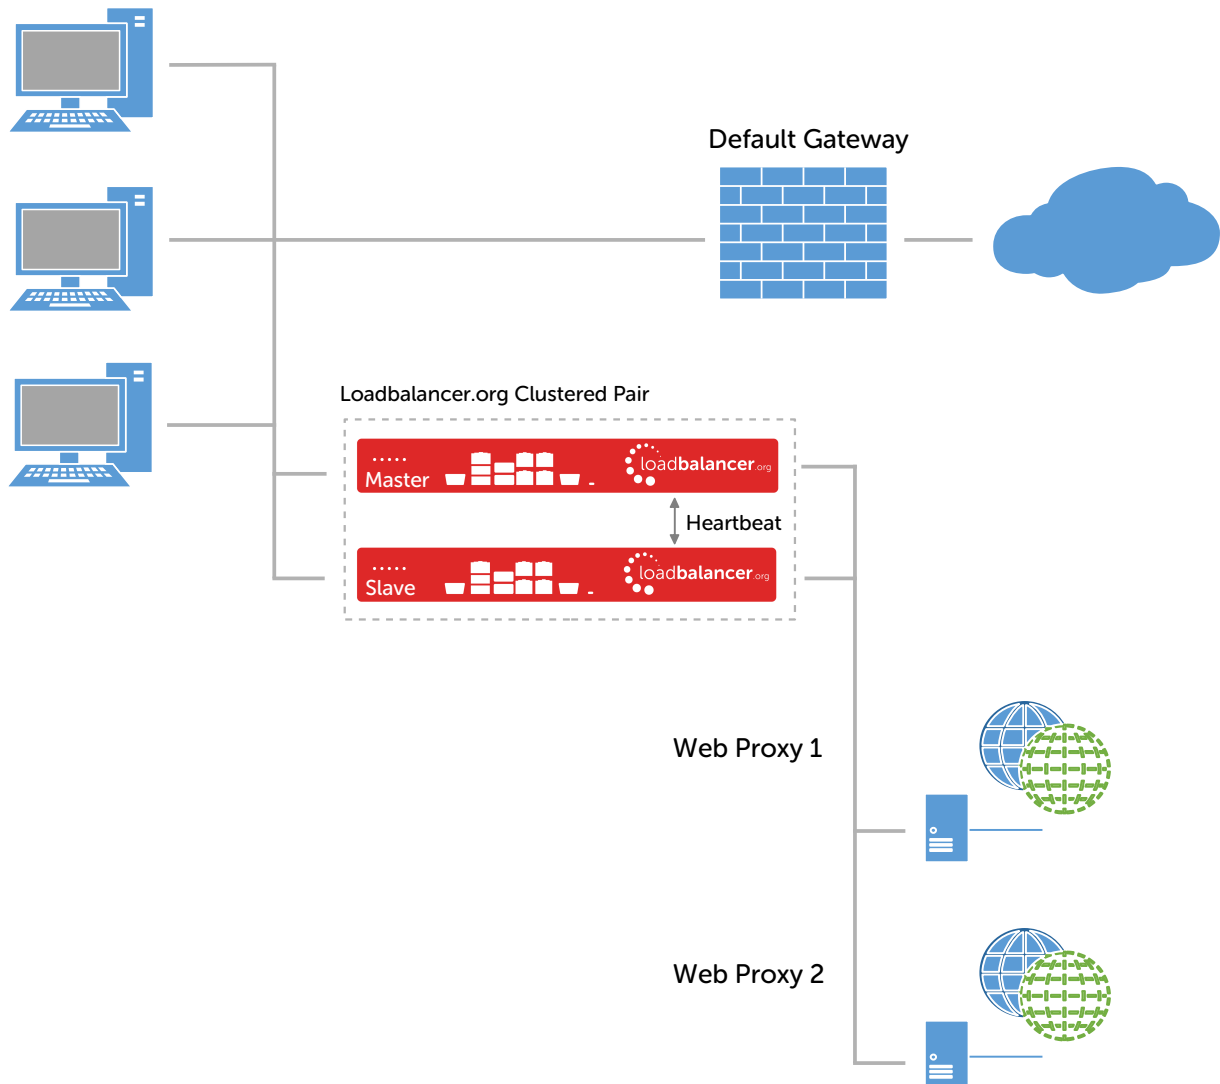 Default Gateway
Loadbalancer.org Clustered Pair
Master
loadbalancer.org
Heartbeat
Slave
loadbalancer.org
Web Proxy 1
Web Proxy 2